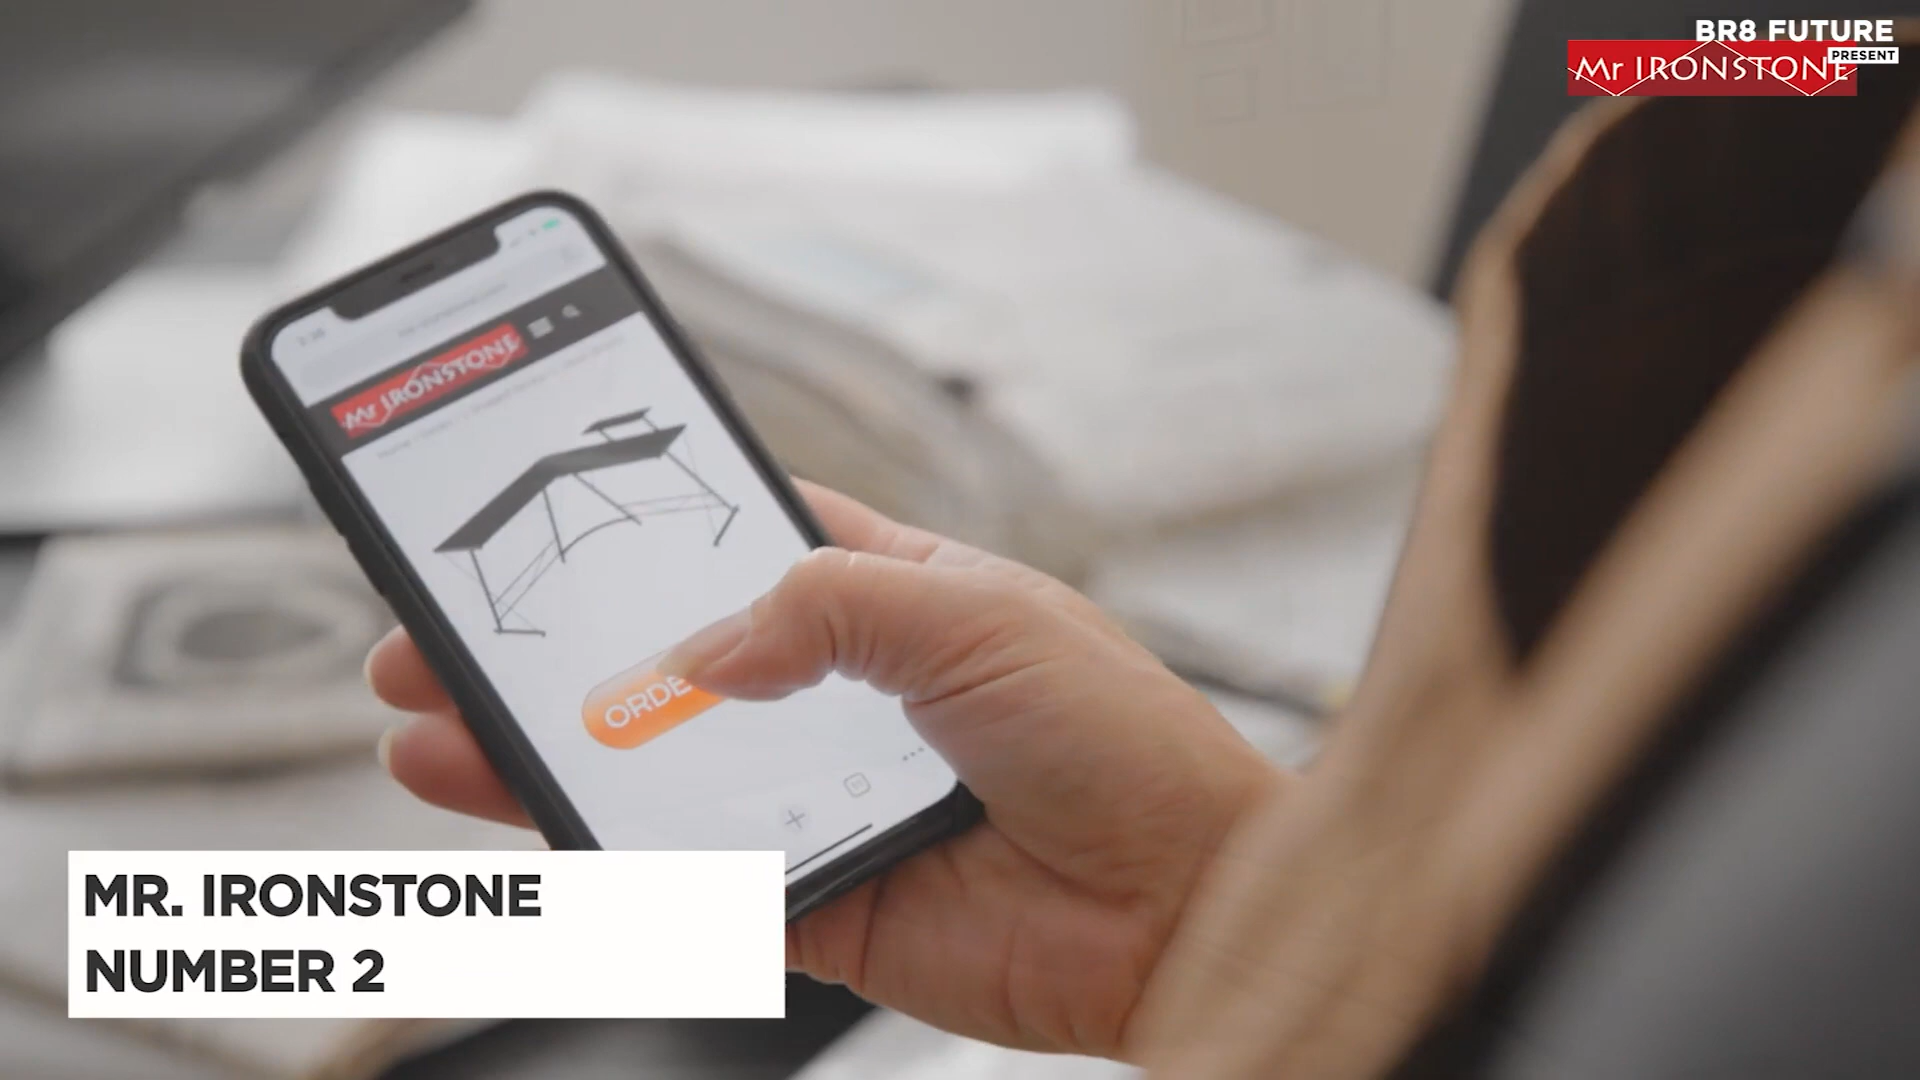 BR8 FUTURE
PRESENT
Mr IRONSTONE
Mr IRONSTONE
ORDE
MR. IRONSTONE
NUMBER 2